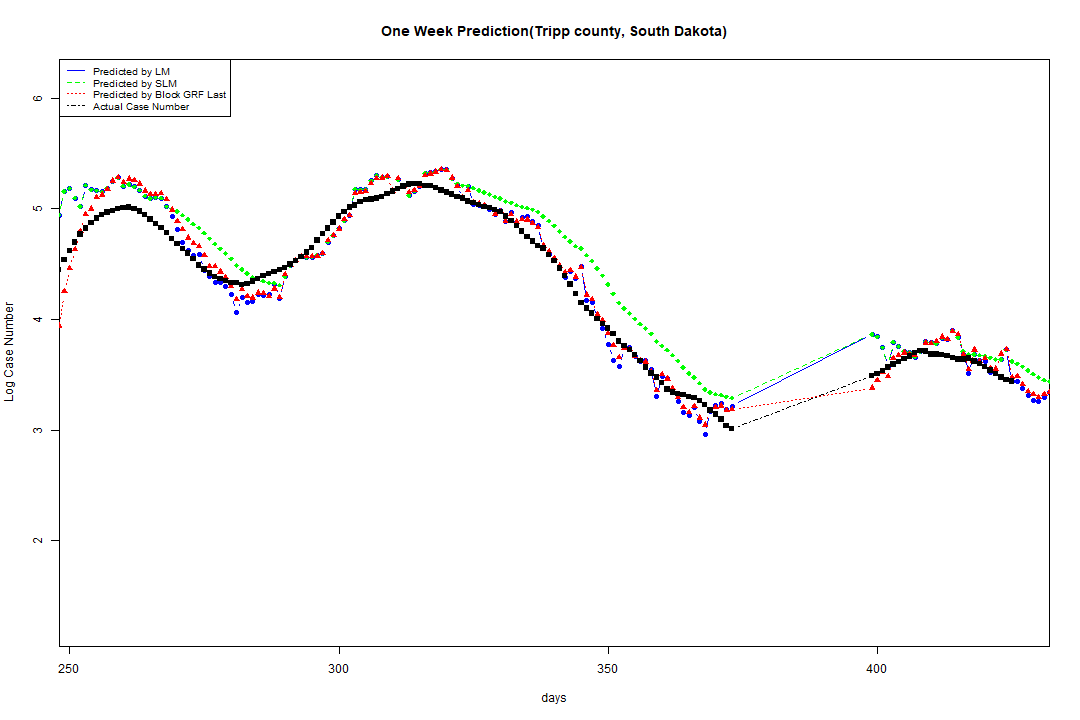 One Week Prediction(Tripp county, South Dakota)
Predicted by LM
Predicted by SLM
Predicted by Block GRF Last
Actual Case Number
6
5
4
3
2
Log Case Number
250 300 350 400
days